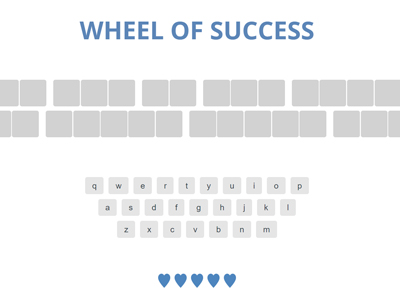 WHEEL OF SUCCESS
q w e r t y u i o p
a s d f g h j k l
z x c v b n m